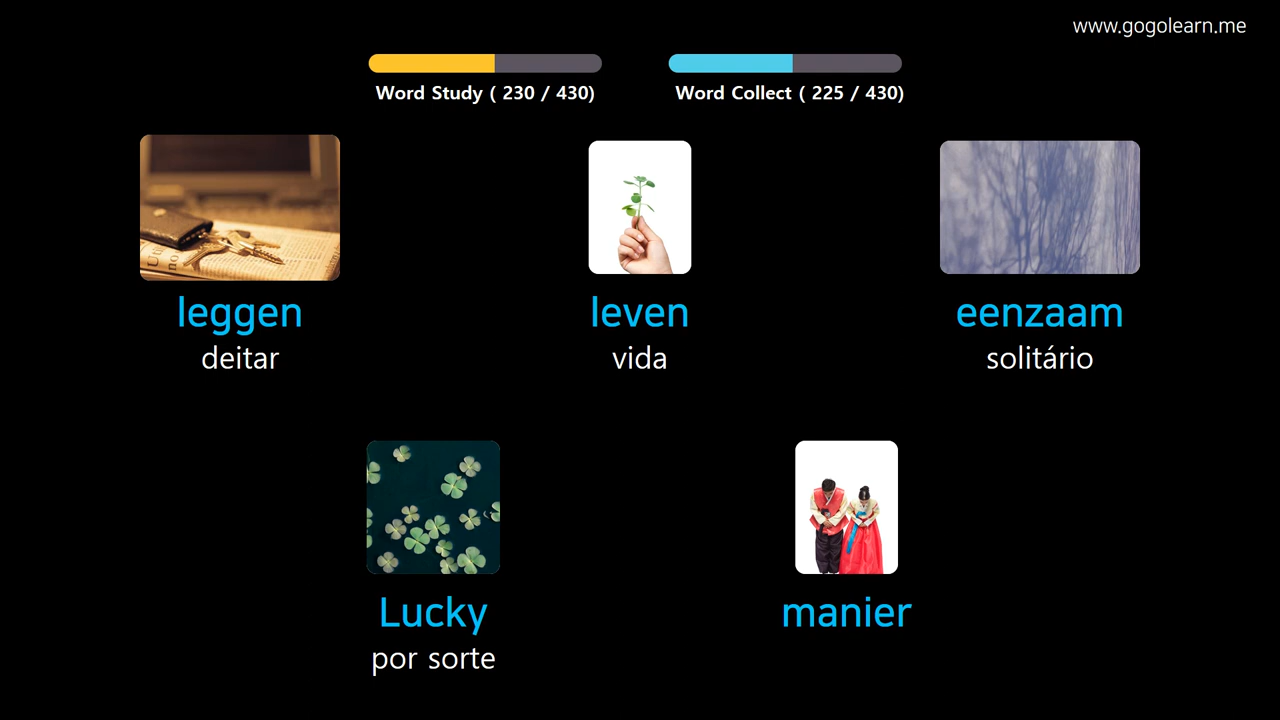 www.gogolearn.me
Word Study ( 230 / 430)
Word Collect ( 225 / 430)
leggen
deitar
leven
vida
eenzaam
solitário
Lucky
por sorte
manier